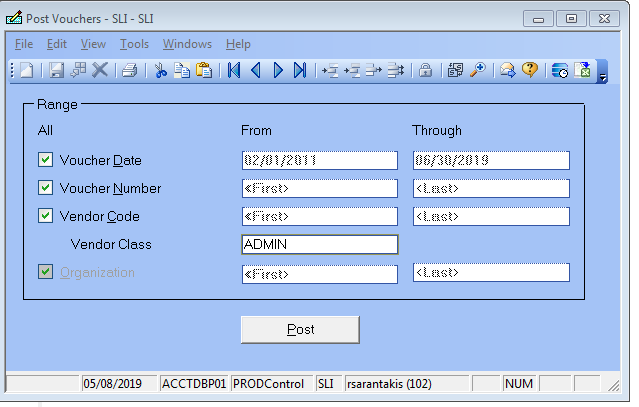 Post Vouchers - SLI - SLI
File Edit View Tools Windows Help
Range
All From Through
Voucher Date 02/01/2011 06/30/2019
Voucher Number <First> <Last>
Vendor Code <First> <Last>
Vendor Class ADMIN
Organization <First> <Last>
Post
05/08/2019 ACCTDBP01 PRODControl SLI rsarantakis (102) NUM